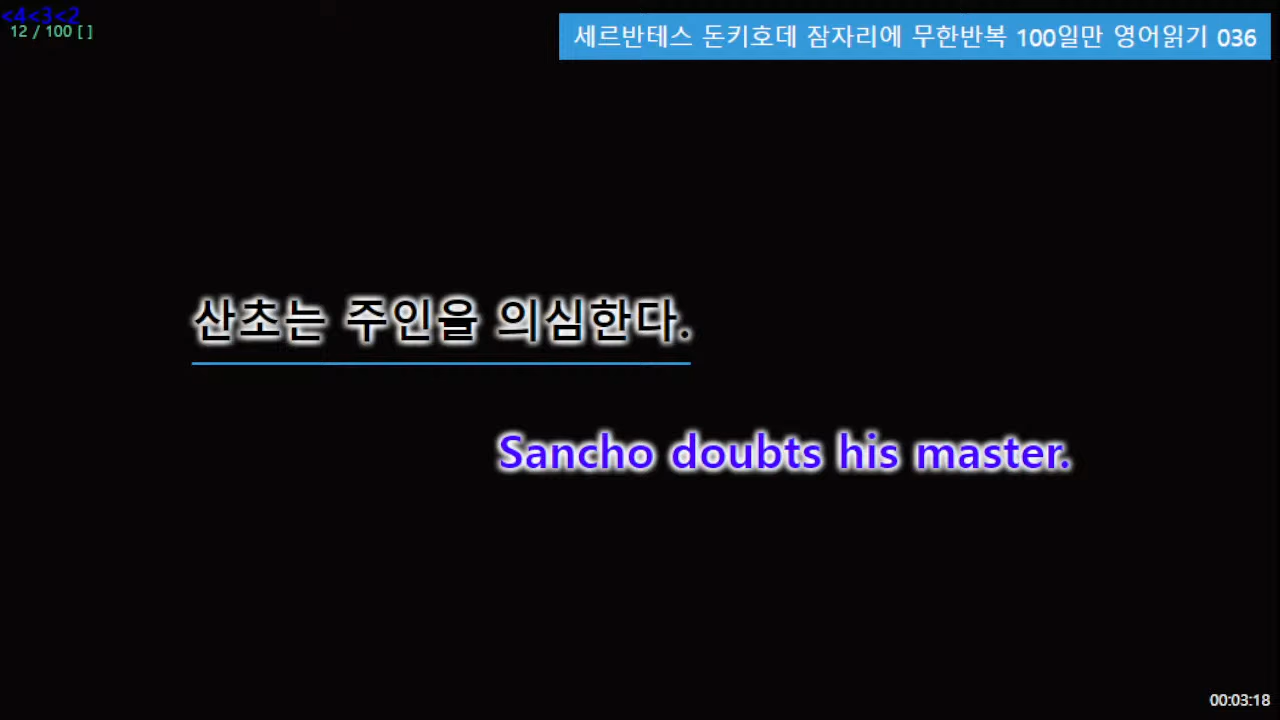 <4<3<2
12 / 100 [ ]
세르반테스 돈키호데 잠자리에 무한반복 100일만 영어읽기 036
산초는 주인을 의심한다.
Sancho doubts his master.
00:03:18